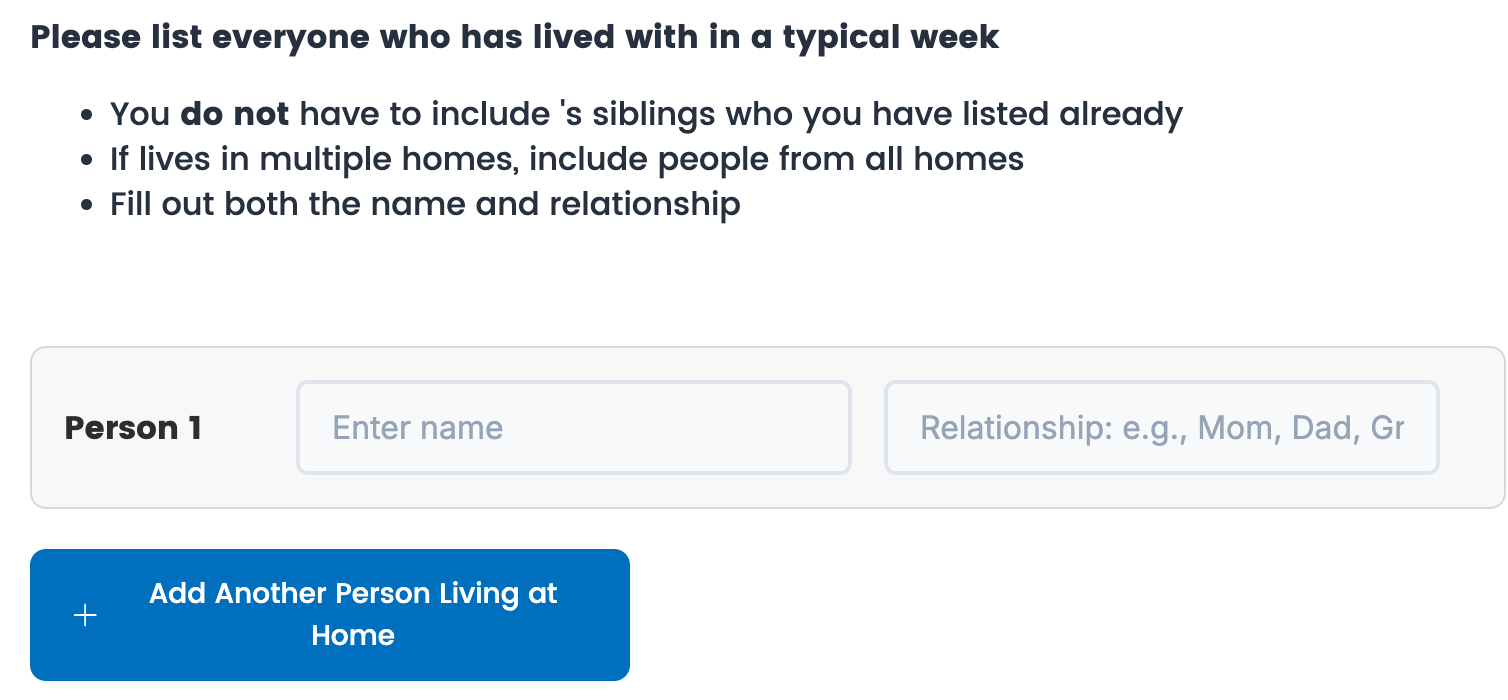 Please list everyone who has lived with in a typical week
You do not have to include 's siblings who you have listed already
If lives in multiple homes, include people from all homes
Fill out both the name and relationship
Person 1 Enter name Relationship: e.g., Mom, Dad, Gr
Add Another Person Living at
Home